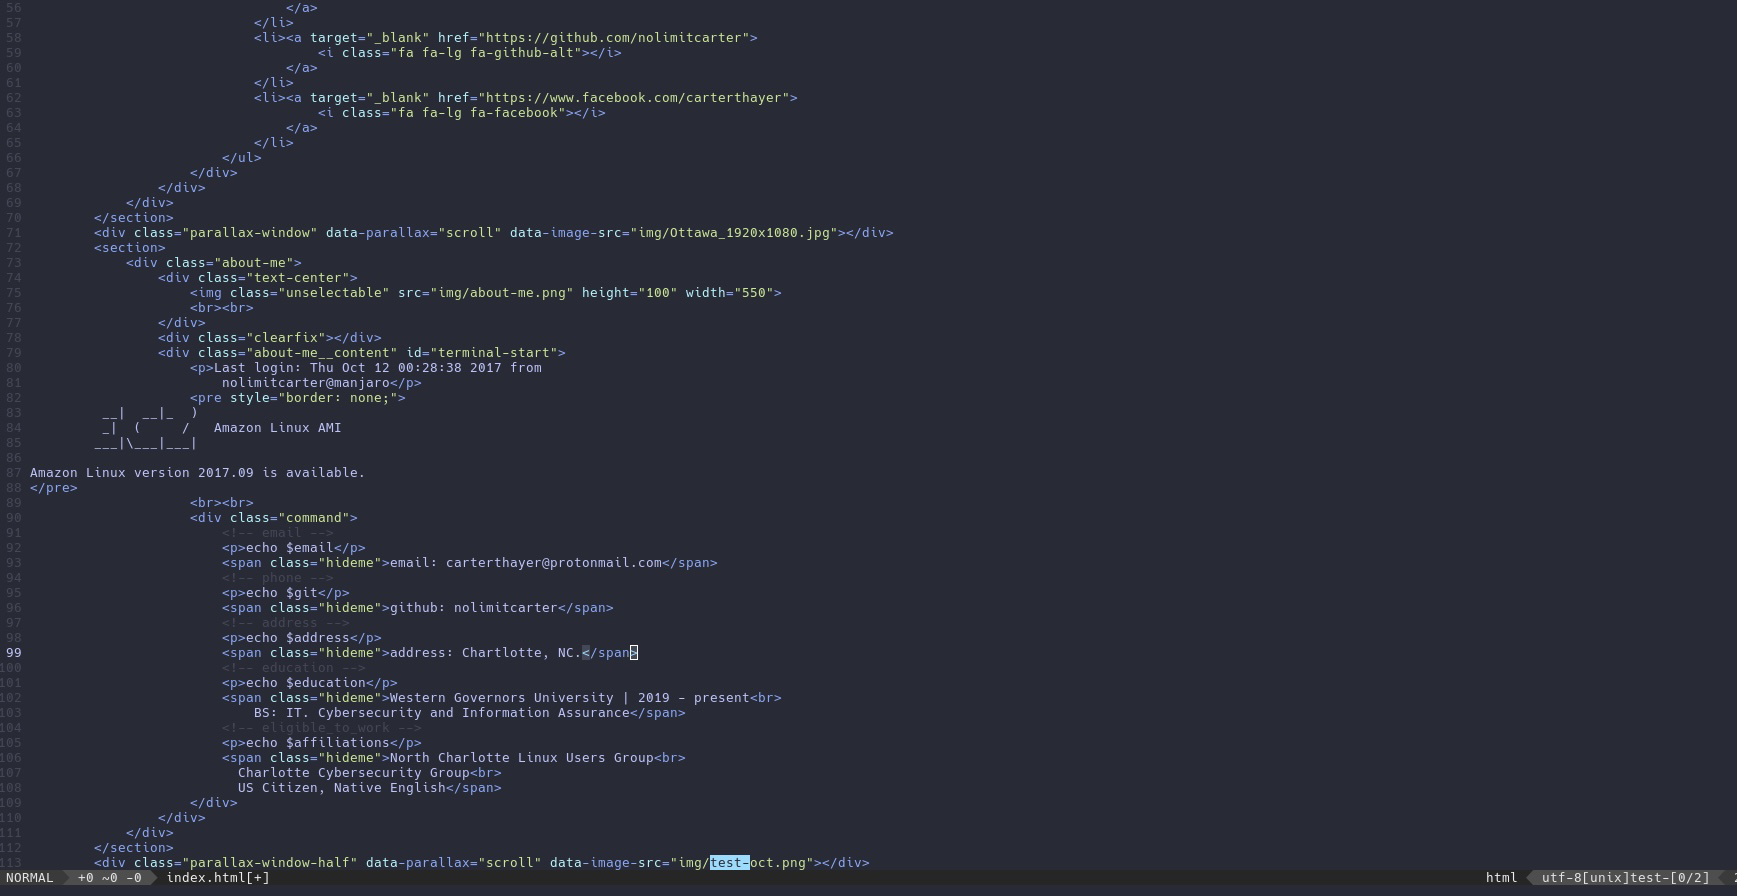 56                                 </a>
57                             </li>
58                             <li><a target="_blank" href="https://github.com/nolimitcarter">
59                                     <i class="fa fa-lg fa-github-alt"></i>
60                                 </a>
61                             </li>
62                             <li><a target="_blank" href="https://www.facebook.com/carterthayer">
63                                     <i class="fa fa-lg fa-facebook"></i>
64                                 </a>
65                             </li>
66                         </ul>
67                     </div>
68                 </div>
69             </div>
70         </section>
71         <div class="parallax-window" data-parallax="scroll" data-image-src="img/Ottawa_1920x1080.jpg"></div>
72         <section>
73             <div class="about-me">
74                 <div class="text-center">
75                     <img class="unselectable" src="img/about-me.png" height="100" width="550">
76                     <br><br>
77                 </div>
78                 <div class="clearfix"></div>
79                 <div class="about-me__content" id="terminal-start">
80                     <p>Last login: Thu Oct 12 00:28:38 2017 from
81                         nolimitcarter@manjaro</p>
82                     <pre style="border: none;">
83          __|  __|_  )
84          _|  (     /   Amazon Linux AMI
85         ___|\___|___|
86
87 Amazon Linux version 2017.09 is available.
88 </pre>
89                     <br><br>
90                     <div class="command">
91                         <!-- email -->
92                         <p>echo $email</p>
93                         <span class="hideme">email: carterthayer@protonmail.com</span>
94                         <!-- phone -->
95                         <p>echo $git</p>
96                         <span class="hideme">github: nolimitcarter</span>
97                         <!-- address -->
98                         <p>echo $address</p>
99                         <span class="hideme">address: Chartlotte, NC.</span>
100                         <!-- education -->
101                         <p>echo $education</p>
102                         <span class="hideme">Western Governors University | 2019 - present<br>
103                             BS: IT. Cybersecurity and Information Assurance</span>
104                         <!-- eligible_to_work -->
105                         <p>echo $affiliations</p>
106                         <span class="hideme">North Charlotte Linux Users Group<br>
107                           Charlotte Cybersecurity Group<br>
108                           US Citizen, Native English</span>
109                     </div>
110                 </div>
111             </div>
112         </section>
113         <div class="parallax-window-half" data-parallax="scroll" data-image-src="img/test-oct.png"></div>
NORMAL  +0 ~0 -0  index.html[+]  html  utf-8[unix]test-[0/2]